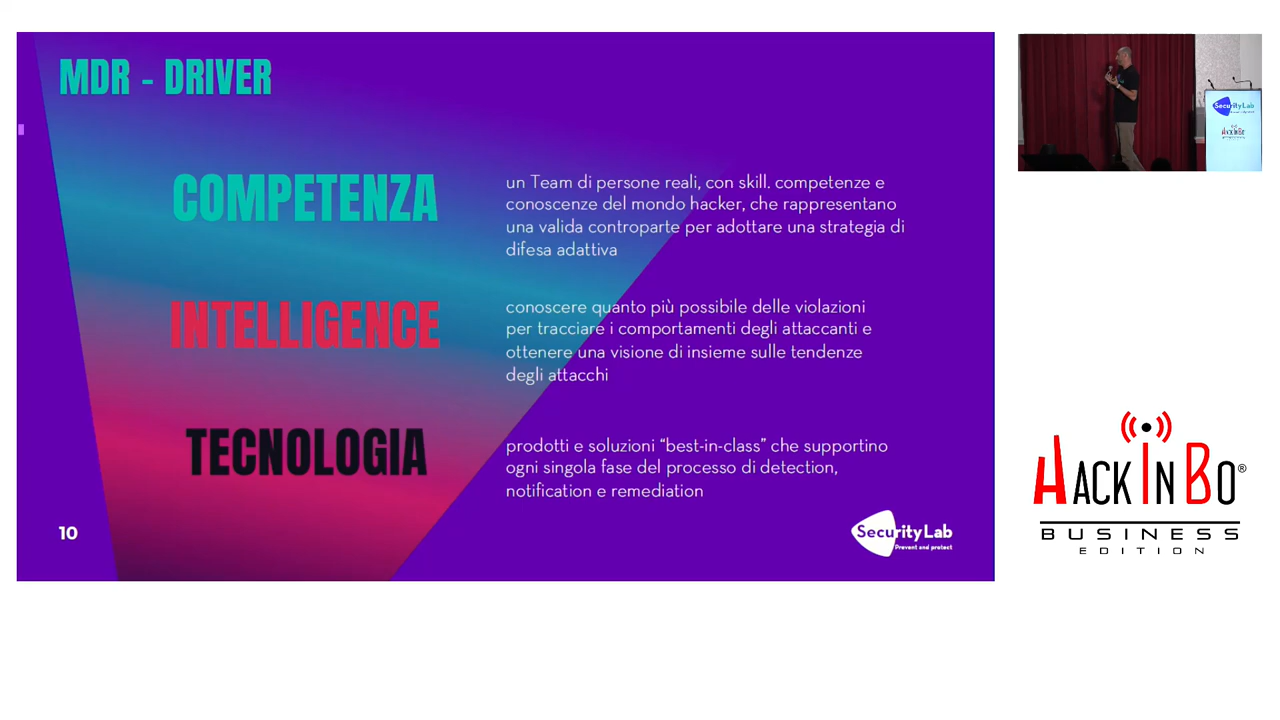 MDR - DRIVER
COMPETENZA
un Team di persone reali, con skill. competenze e
conoscenze del mondo hacker, che rappresentano
una valida controparte per adottare una strategia di
difesa adattiva
INTELLIGENCE
conoscere quanto più possibile delle violazioni
per tracciare i comportamenti degli attaccanti e
ottenere una visione di insieme sulle tendenze
degli attacchi
TECNOLOGIA
prodotti e soluzioni “best-in-class” che supportino
ogni singola fase del processo di detection,
notification e remediation
10
SecurityLab
Prevent and protect
SecurityLab
HACKINBO
HACKINBO®
BUSINESS
EDITION